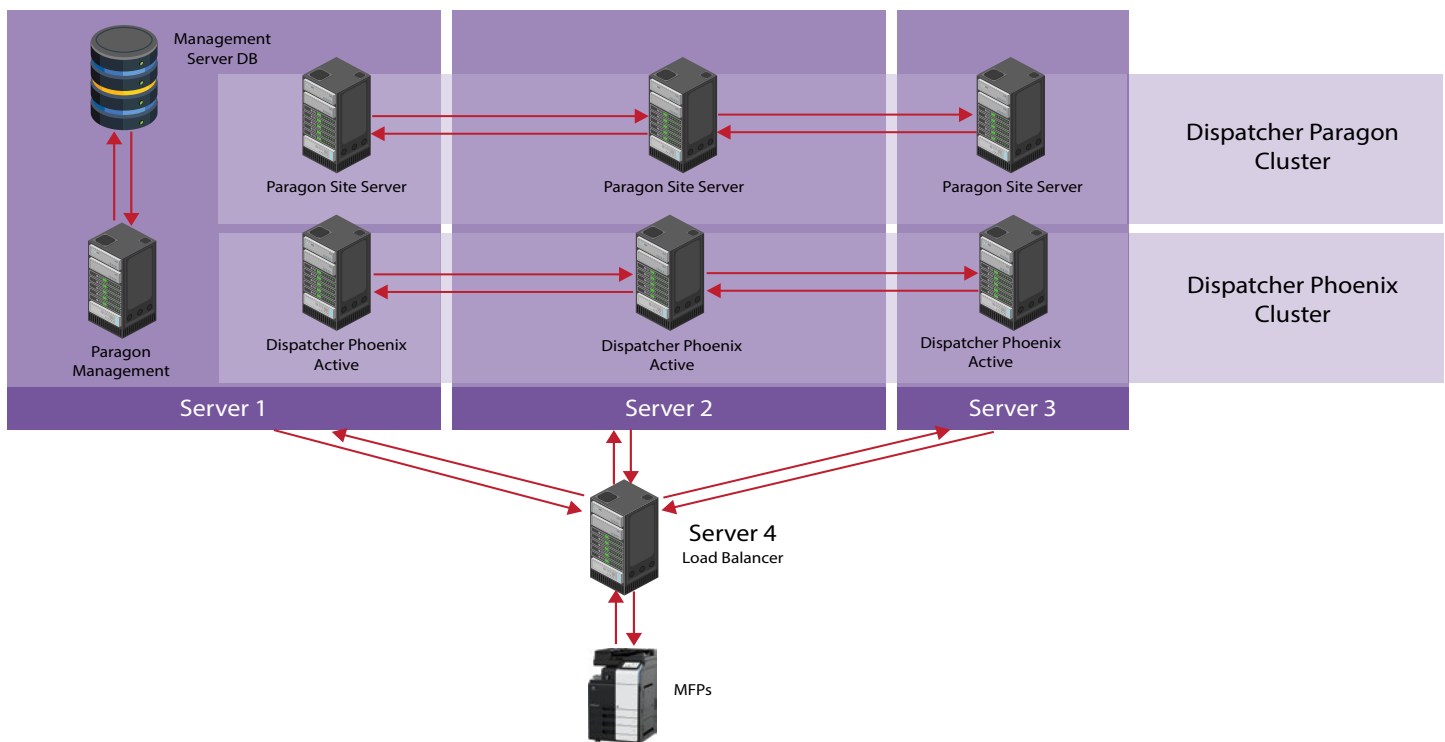 Management
Server DB
Paragon Site Server
Paragon Site Server
Paragon Site Server
Dispatcher Paragon
Cluster
Paragon
Management
Dispatcher Phoenix
Active
Dispatcher Phoenix
Active
Dispatcher Phoenix
Active
Dispatcher Phoenix
Cluster
Server 1
Server 2
Server 3
Server 4
Load Balancer
MFPs